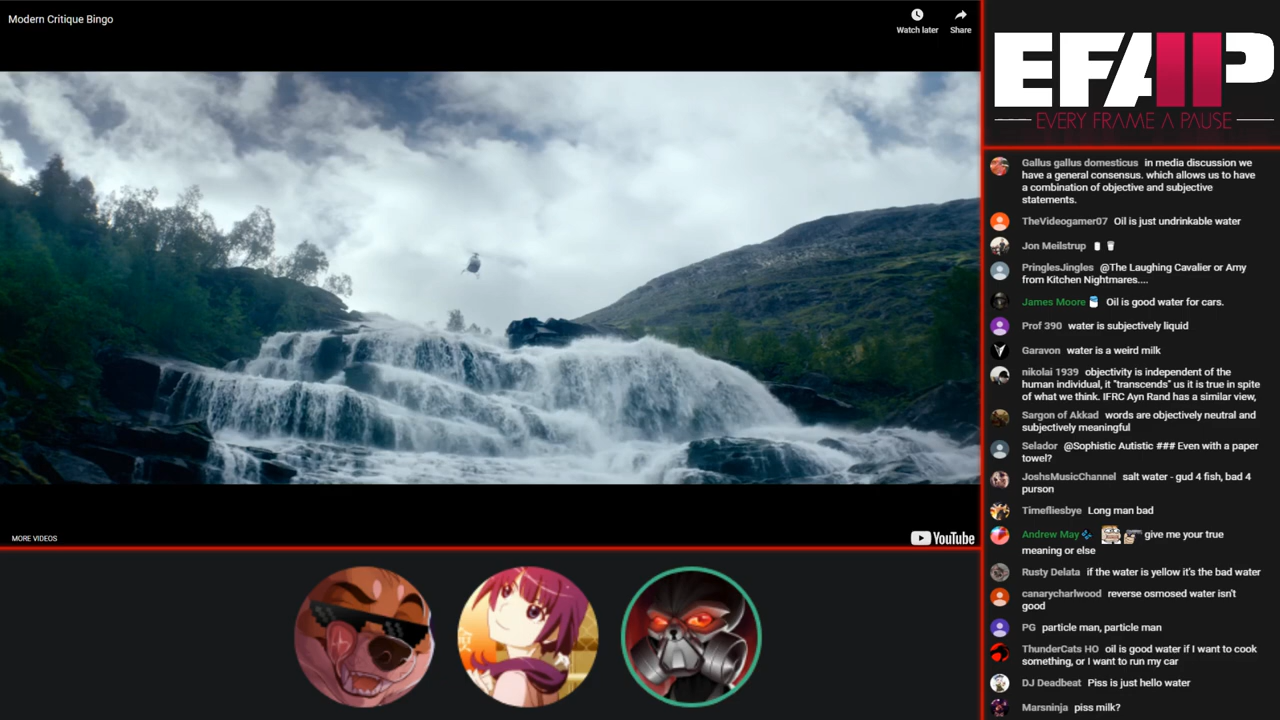 Modern Critique Bingo
Watch later
Share
EFAP
EVERY FRAME A PAUSE
Gallus gallus domesticus in media discussion we
have a general consensus. which allows us to have
a combination of objective and subjective
statements.
TheVideogamer07 Oil is just undrinkable water
Jon Meilstrup
PringlesJingles @The Laughing Cavalier or Amy
from Kitchen Nightmares....
James Moore Oil is good water for cars.
Prof 390 water is subjectively liquid
Garavon water is a weird milk
nikolai 1939 objectivity is independent of the
human individual, it "transcends" us it is true in spite
of what we think. IFRC Ayn Rand has a similar view,
Sargon of Akkad words are objectively neutral and
subjectively meaningful
Selador @Sophistic Autistic ### Even with a paper
towel?
JoshsMusicChannel salt water - gud 4 fish, bad 4
purson
Timefliesbye Long man bad
Andrew May give me your true
meaning or else
Rusty Delata if the water is yellow it's the bad water
canarycharlwood reverse osmosed water isn't
good
PG particle man, particle man
ThunderCats HO oil is good water if I want to cook
something, or I want to run my car
DJ Deadbeat Piss is just hello water
Marsninja piss milk?
MORE VIDEOS
YouTube